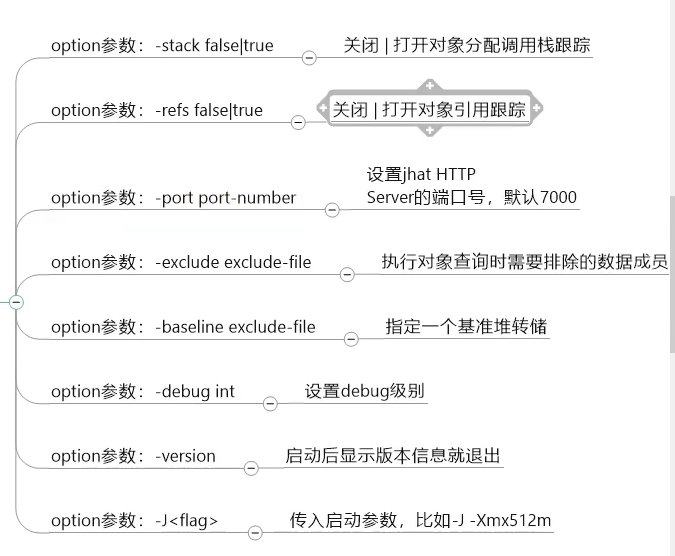 option参数：-stack false|true
关闭 | 打开对象分配调用栈跟踪
option参数：-refs false|true
关闭 | 打开对象引用跟踪
option参数：-port port-number
设置jhat HTTP
Server的端口号，默认7000
option参数：-exclude exclude-file
执行对象查询时需要排除的数据成员
option参数：-baseline exclude-file
指定一个基准堆转储
option参数：-debug int
设置debug级别
option参数：-version
启动后显示版本信息就退出
option参数：-J<flag>
传入启动参数，比如-J -Xmx512m